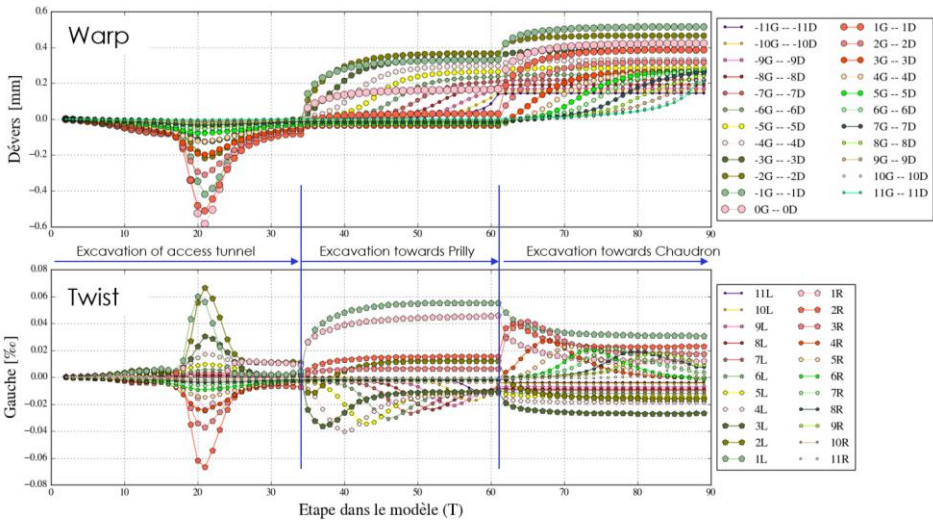 Warp
Dévers [mm]
0.6
0.4
0.2
0.0
−0.2
−0.4
−0.6
0 10 20 30 40 50 60 70 80 90
-11G -- -11D
-10G -- -10D
-9G -- -9D
-8G -- -8D
-7G -- -7D
-6G -- -6D
-5G -- -5D
-4G -- -4D
-3G -- -3D
-2G -- -2D
-1G -- -1D
0G -- 0D
1G -- 1D
2G -- 2D
3G -- 3D
4G -- 4D
5G -- 5D
6G -- 6D
7G -- 7D
8G -- 8D
9G -- 9D
10G -- 10D
11G -- 11D
Excavation of access tunnel
Excavation towards Prilly
Excavation towards Chaudron
Twist
Gauche [‰]
0.08
0.06
0.04
0.02
0.00
−0.02
−0.04
−0.06
−0.08
0 10 20 30 40 50 60 70 80 90
Etape dans le modèle (T)
11L
10L
9L
8L
7L
6L
5L
4L
3L
2L
1L
1R
2R
3R
4R
5R
6R
7R
8R
9R
10R
11R